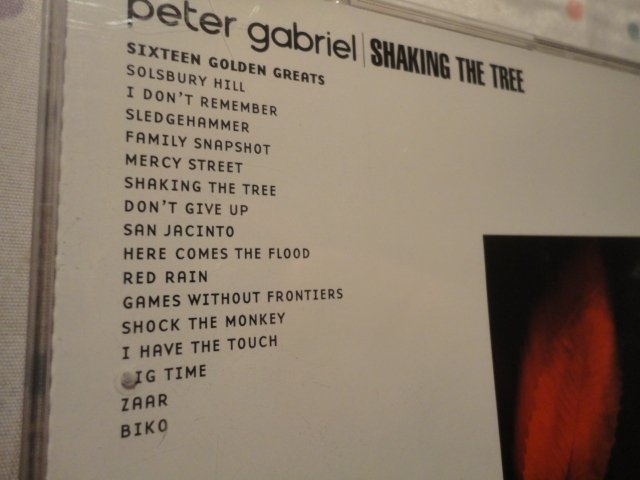 peter gabriel | SHAKING THE TREE
SIXTEEN GOLDEN GREATS
SOLSBURY HILL
I DON'T REMEMBER
SLEDGEHAMMER
FAMILY SNAPSHOT
MERCY STREET
SHAKING THE TREE
DON'T GIVE UP
SAN JACINTO
HERE COMES THE FLOOD
RED RAIN
GAMES WITHOUT FRONTIERS
SHOCK THE MONKEY
I HAVE THE TOUCH
BIG TIME
ZAAR
BIKO